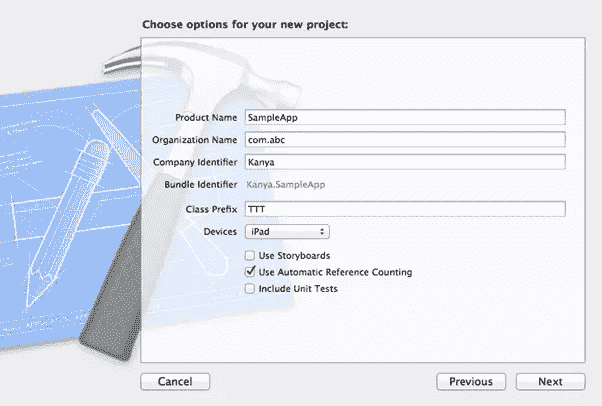 Choose options for your new project:
Product Name SampleApp
Organization Name com.abc
Company Identifier Kanya
Bundle Identifier Kanya.SampleApp
Class Prefix TTT
Devices iPad
Use Storyboards
Use Automatic Reference Counting
Include Unit Tests
Cancel Previous Next